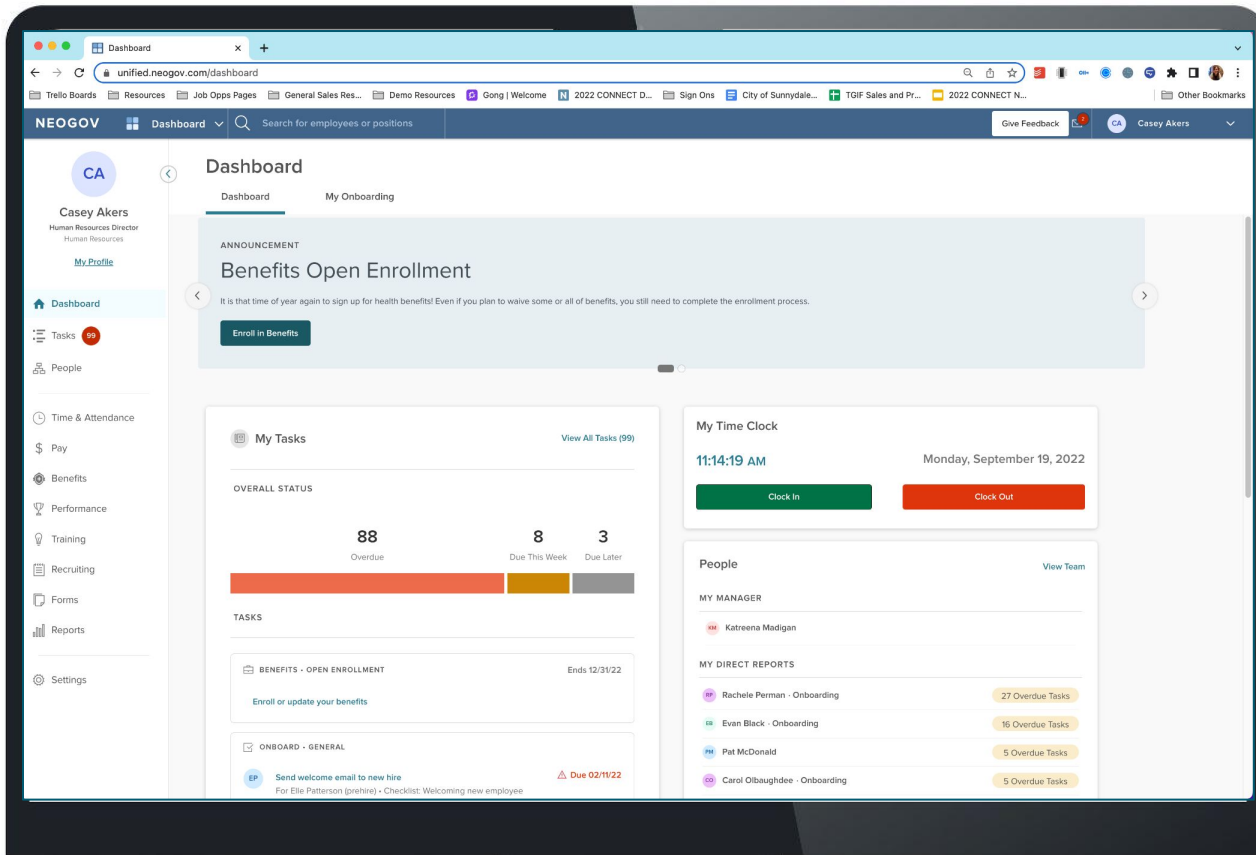 Dashboard
unified.neogov.com/dashboard
Trello Boards Resources Job Opps Pages General Sales Res... Demo Resources Gong | Welcome 2022 CONNECT D... Sign Ons City of Sunnydale... TGIF Sales and Pr... 2022 CONNECT N... Other Bookmarks
NEOGOV Dashboard Search for employees or positions Give Feedback 2 CA Casey Akers
CA
Casey Akers
Human Resources Director
Human Resources
My Profile
Dashboard
Tasks 99
People
Time & Attendance
$ Pay
Benefits
Performance
Training
Recruiting
Forms
Reports
Settings
Dashboard
Dashboard My Onboarding
ANNOUNCEMENT
Benefits Open Enrollment
It is that time of year again to sign up for health benefits! Even if you plan to waive some or all of benefits, you still need to complete the enrollment process.
Enroll in Benefits
My Tasks View All Tasks (99)
OVERALL STATUS
88 8 3
Overdue Due This Week Due Later
TASKS
BENEFITS • OPEN ENROLLMENT Ends 12/31/22
Enroll or update your benefits
ONBOARD • GENERAL
EP Send welcome email to new hire Due 02/11/22
For Elle Patterson (prehire) • Checklist: Welcoming new employee
My Time Clock
11:14:19 AM Monday, September 19, 2022
Clock In Clock Out
People View Team
MY MANAGER
KM Katreena Madigan
MY DIRECT REPORTS
RP Rachele Perman - Onboarding 27 Overdue Tasks
EB Evan Black - Onboarding 16 Overdue Tasks
PM Pat McDonald 5 Overdue Tasks
CO Carol Olbaughdee - Onboarding 5 Overdue Tasks